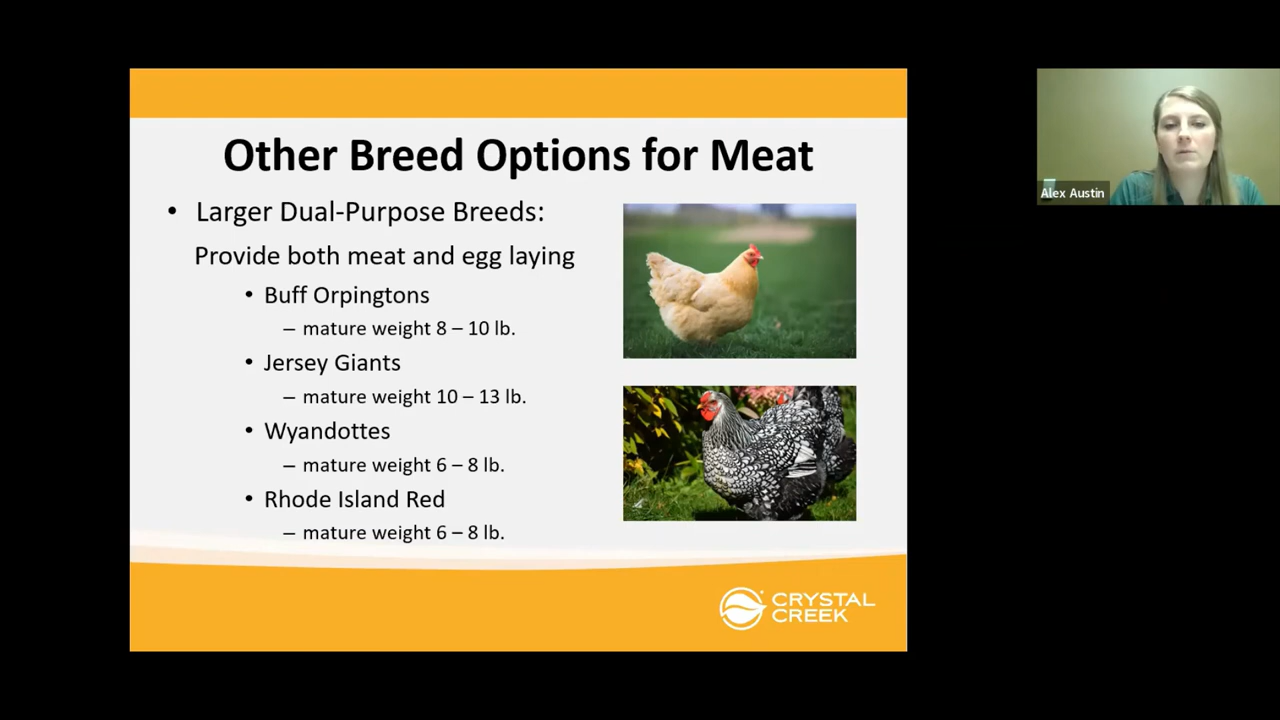 Other Breed Options for Meat
• Larger Dual-Purpose Breeds:
Provide both meat and egg laying
• Buff Orpingtons
– mature weight 8 – 10 lb.
• Jersey Giants
– mature weight 10 – 13 lb.
• Wyandottes
– mature weight 6 – 8 lb.
• Rhode Island Red
– mature weight 6 – 8 lb.
CRYSTAL
CREEK
Alex Austin